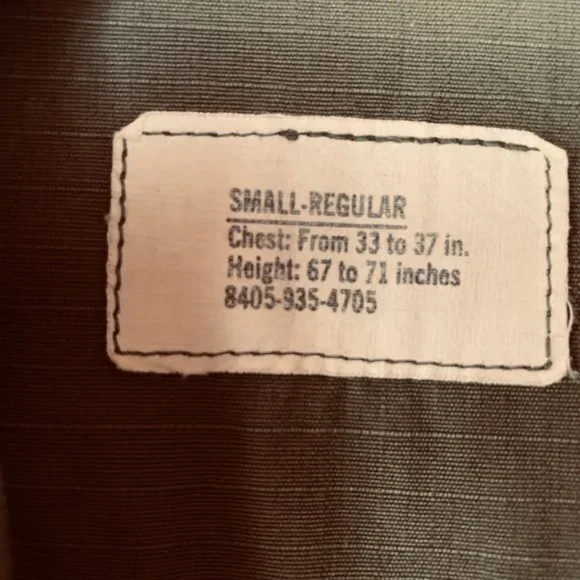 SMALL-REGULAR
Chest: From 33 to 37 in.
Height: 67 to 71 inches
8405-935-4705